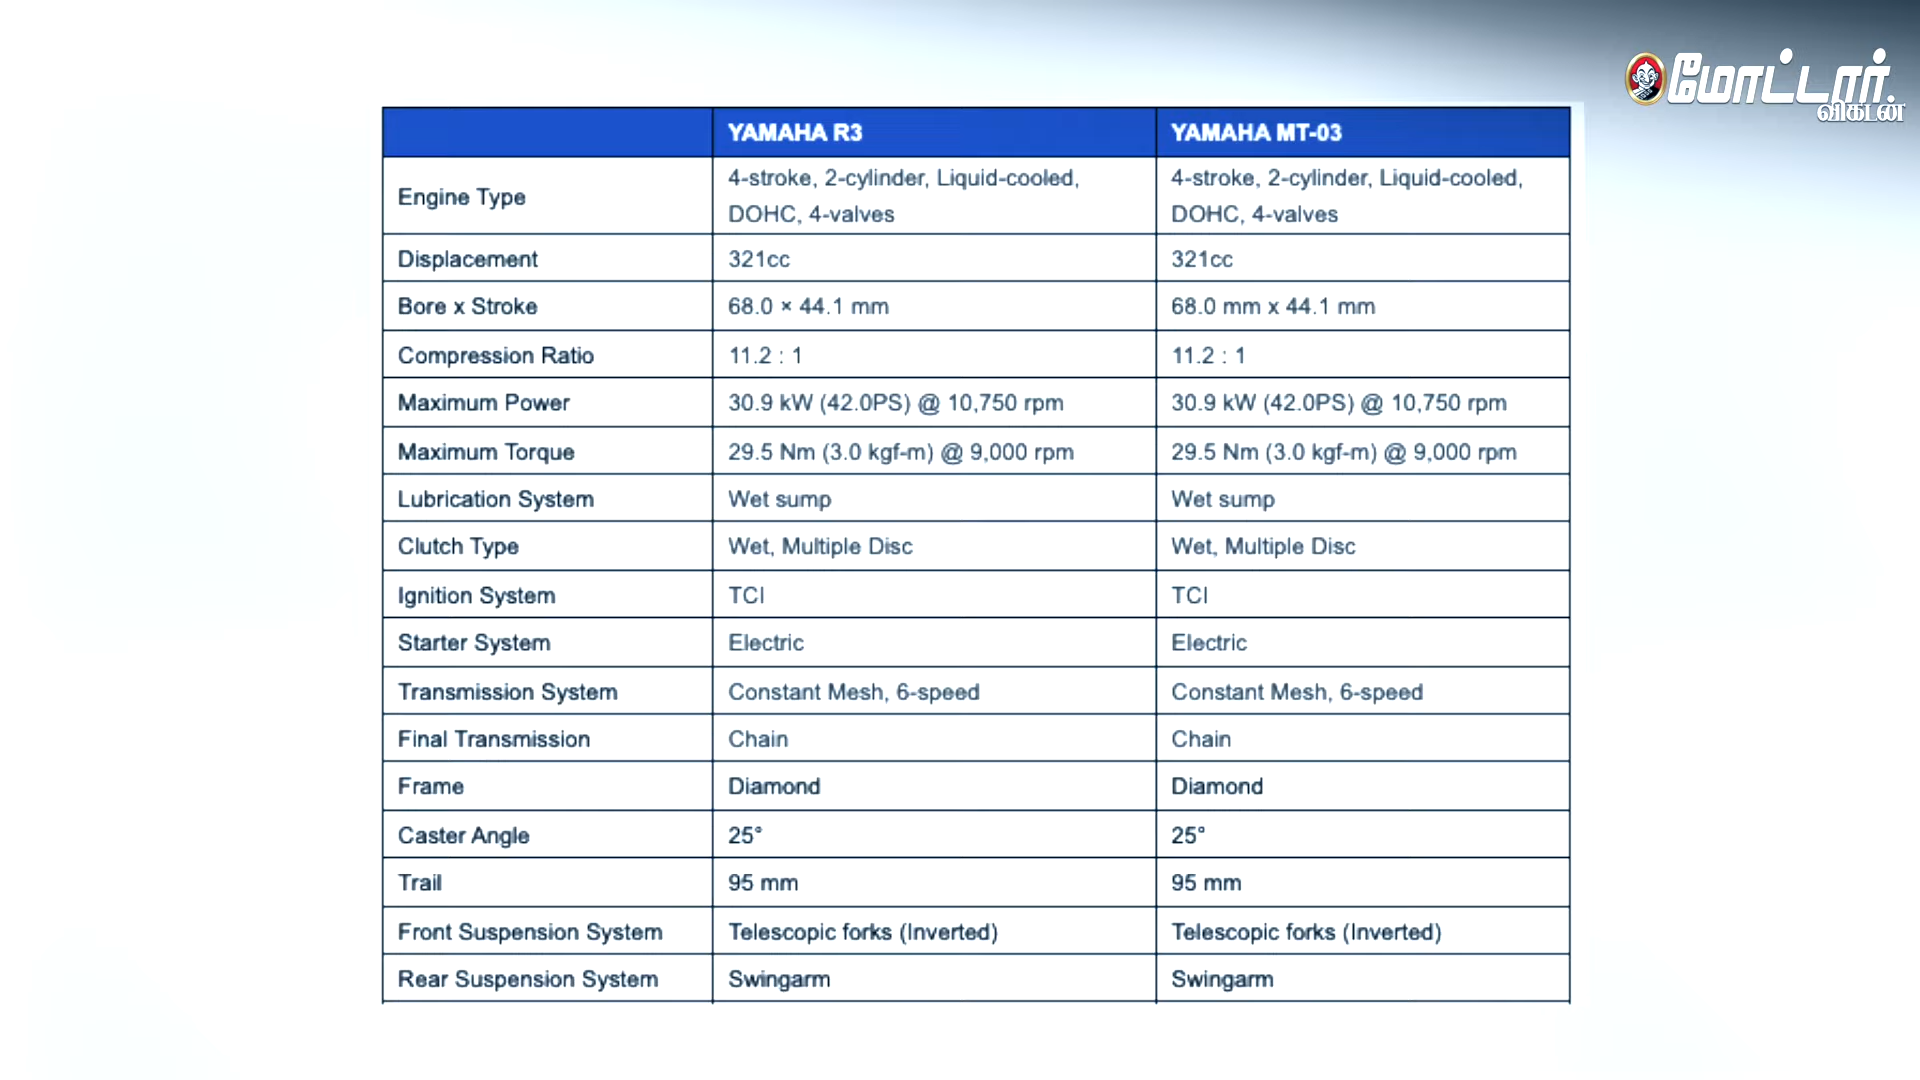 மோட்டார்
விகடன்
YAMAHA R3 YAMAHA MT-03
Engine Type 4-stroke, 2-cylinder, Liquid-cooled, 4-stroke, 2-cylinder, Liquid-cooled,
DOHC, 4-valves DOHC, 4-valves
Displacement 321cc 321cc
Bore x Stroke 68.0 × 44.1 mm 68.0 mm x 44.1 mm
Compression Ratio 11.2 : 1 11.2 : 1
Maximum Power 30.9 kW (42.0PS) @ 10,750 rpm 30.9 kW (42.0PS) @ 10,750 rpm
Maximum Torque 29.5 Nm (3.0 kgf-m) @ 9,000 rpm 29.5 Nm (3.0 kgf-m) @ 9,000 rpm
Lubrication System Wet sump Wet sump
Clutch Type Wet, Multiple Disc Wet, Multiple Disc
Ignition System TCI TCI
Starter System Electric Electric
Transmission System Constant Mesh, 6-speed Constant Mesh, 6-speed
Final Transmission Chain Chain
Frame Diamond Diamond
Caster Angle 25° 25°
Trail 95 mm 95 mm
Front Suspension System Telescopic forks (Inverted) Telescopic forks (Inverted)
Rear Suspension System Swingarm Swingarm